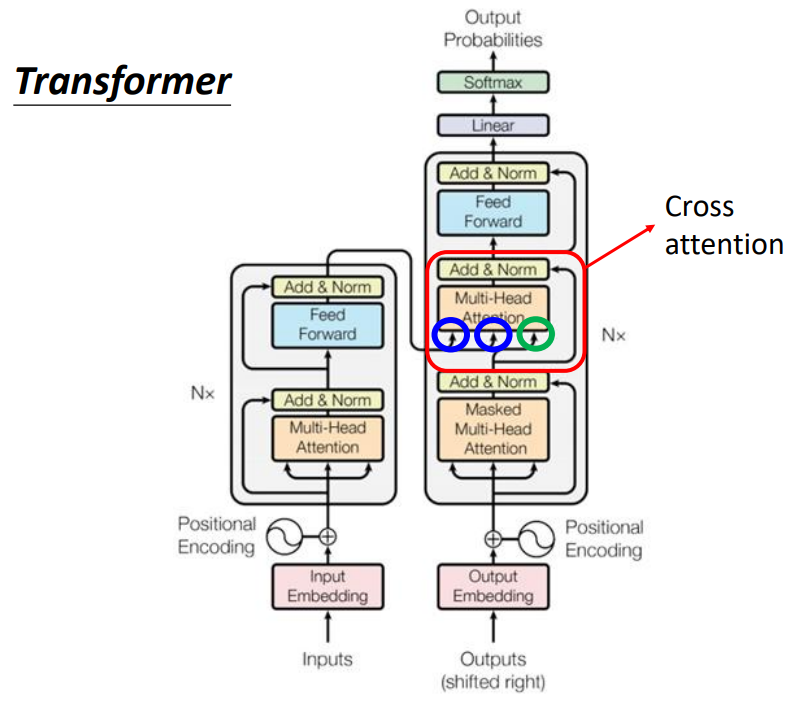 Transformer
Output
Probabilities
Softmax
Linear
Add & Norm
Feed
Forward
Add & Norm
Multi-Head
Attention
Cross
attention
Nx
Add & Norm
Masked
Multi-Head
Attention
Add & Norm
Feed
Forward
Nx
Add & Norm
Multi-Head
Attention
Positional
Encoding
Positional
Encoding
Input
Embedding
Output
Embedding
Inputs
Outputs
(shifted right)